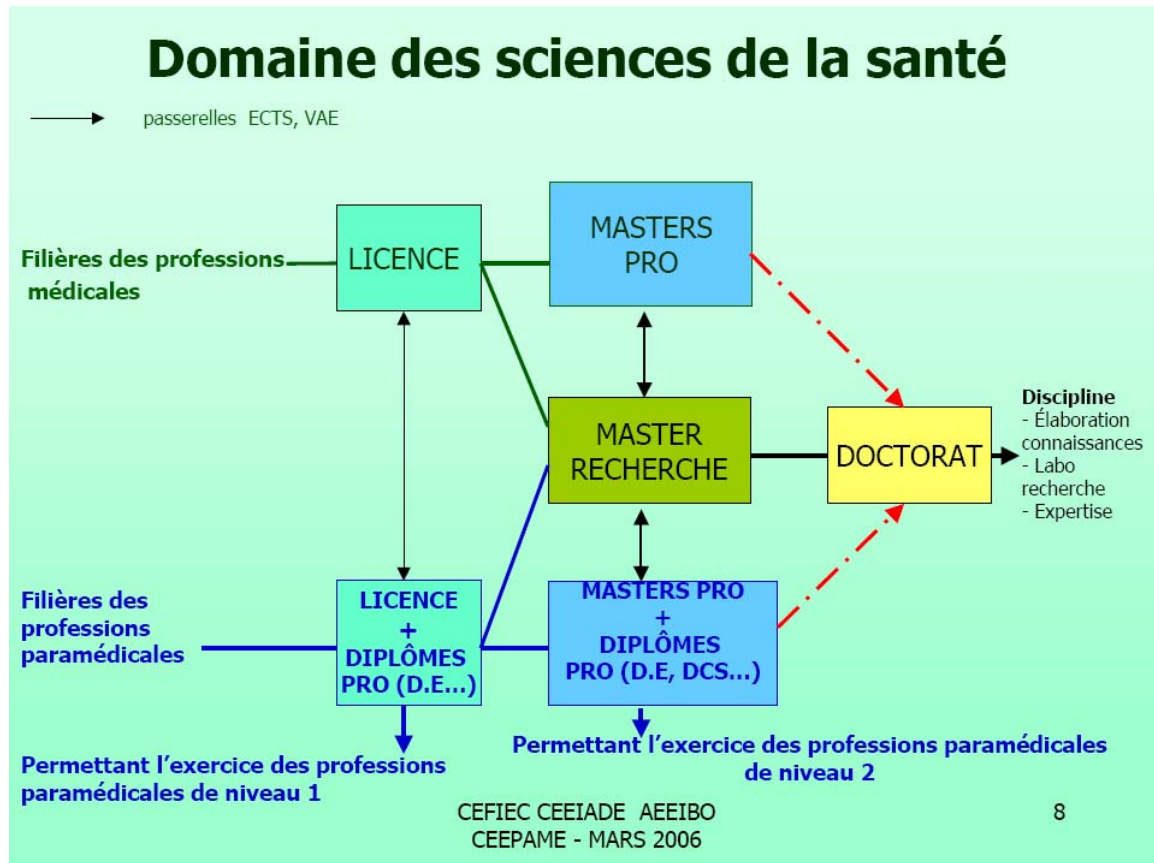 Domaine des sciences de la santé
passerelles ECTS, VAE
Filières des professions
médicales
LICENCE
MASTERS
PRO
MASTER
RECHERCHE
DOCTORAT
Discipline
- Élaboration
connaissances
- Labo
recherche
- Expertise
Filières des
professions
paramédicales
LICENCE
+
DIPLÔMES
PRO (D.E...)
MASTERS PRO
+
DIPLÔMES
PRO (D.E, DCS...)
Permettant l'exercice des professions
paramédicales de niveau 1
Permettant l'exercice des professions paramédicales
de niveau 2
CEFIEC CEEIADE AEEIBO
CEEPAME - MARS 2006
8